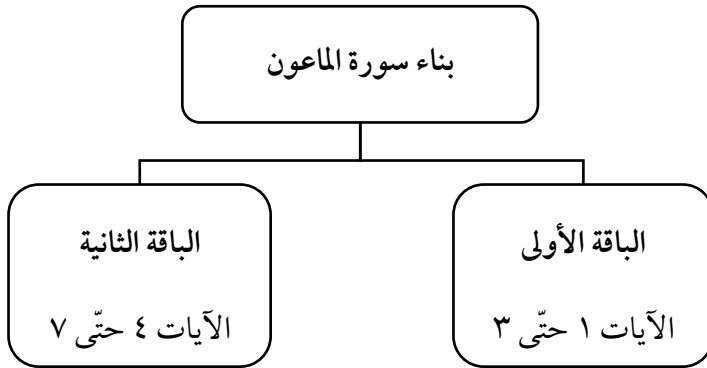 بناء سورة الماعون
الباقة الأولى
الآيات ١ حتّى ٣
الباقة الثانية
الآيات ٤ حتّى ٧